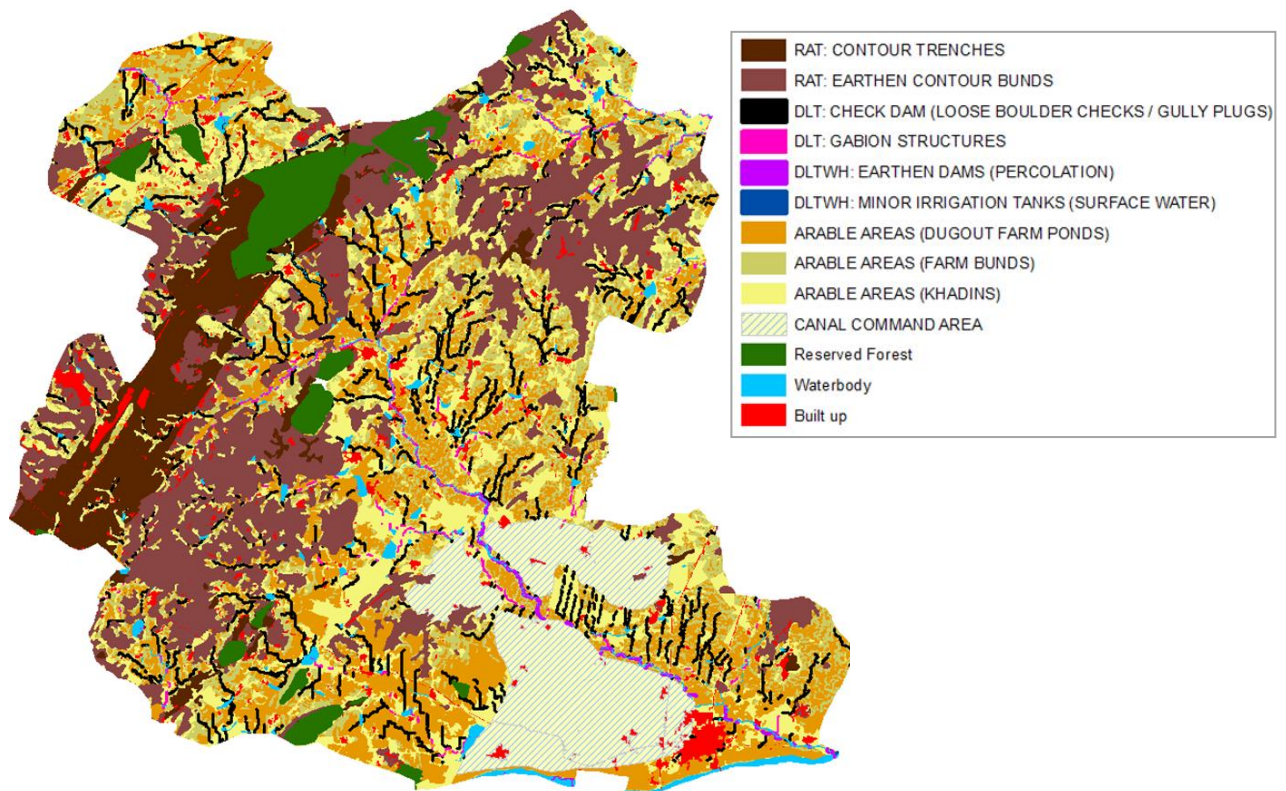 RAT: CONTOUR TRENCHES
RAT: EARTHEN CONTOUR BUNDS
DLT: CHECK DAM (LOOSE BOULDER CHECKS / GULLY PLUGS)
DLT: GABION STRUCTURES
DLTWH: EARTHEN DAMS (PERCOLATION)
DLTWH: MINOR IRRIGATION TANKS (SURFACE WATER)
ARABLE AREAS (DUGOUT FARM PONDS)
ARABLE AREAS (FARM BUNDS)
ARABLE AREAS (KHADINS)
CANAL COMMAND AREA
Reserved Forest
Waterbody
Built up